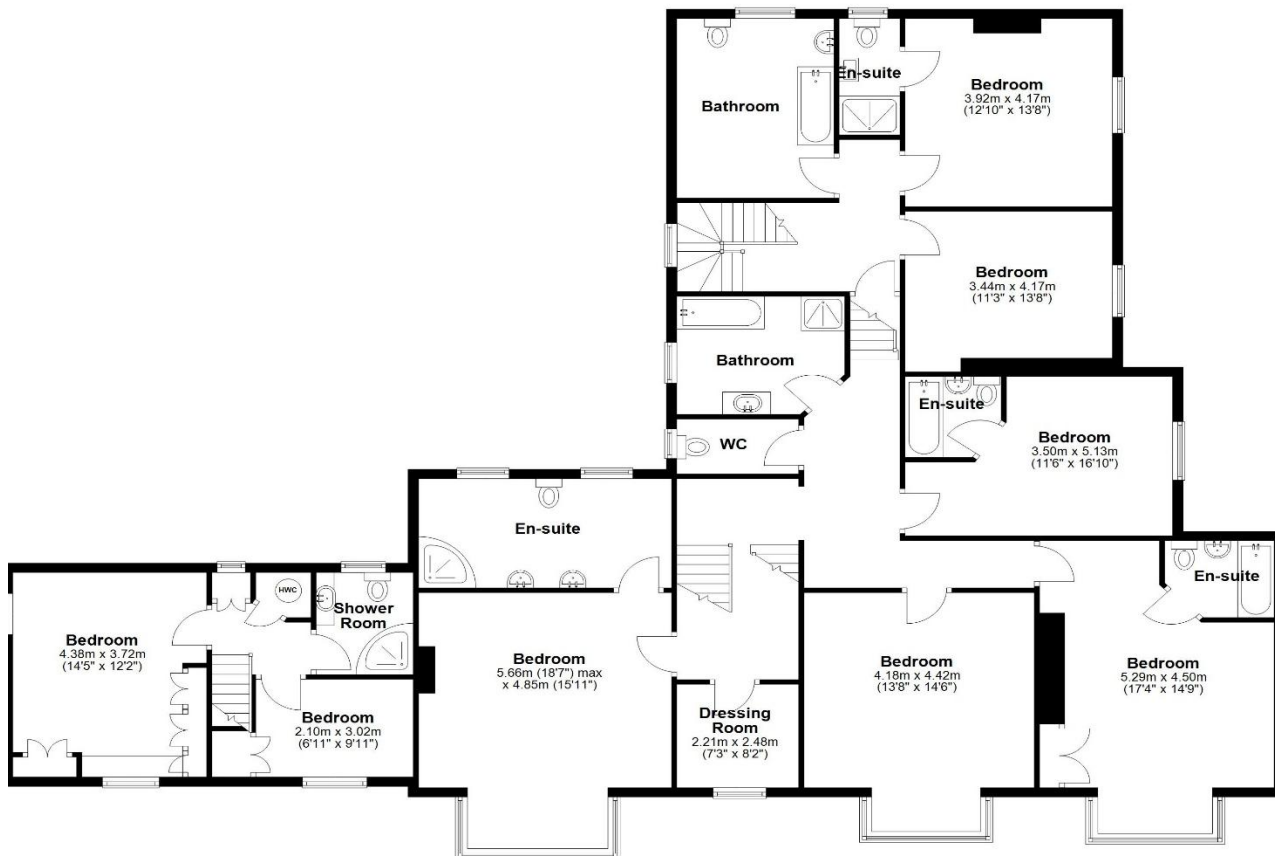 Bathroom
En-suite
Bedroom
3.92m x 4.17m
(12'10" x 13'8")
Bedroom
3.44m x 4.17m
(11'3" x 13'8")
Bathroom
En-suite
WC
Bedroom
3.50m x 5.13m
(11'6" x 16'10")
En-suite
En-suite
HWC
Shower
Room
Bedroom
4.38m x 3.72m
(14'5" x 12'2")
Bedroom
5.66m (18'7") max
x 4.85m (15'11")
Bedroom
4.18m x 4.42m
(13'8" x 14'6")
Bedroom
5.29m x 4.50m
(17'4" x 14'9")
Bedroom
2.10m x 3.02m
(6'11" x 9'11")
Dressing
Room
2.21m x 2.48m
(7'3" x 8'2")